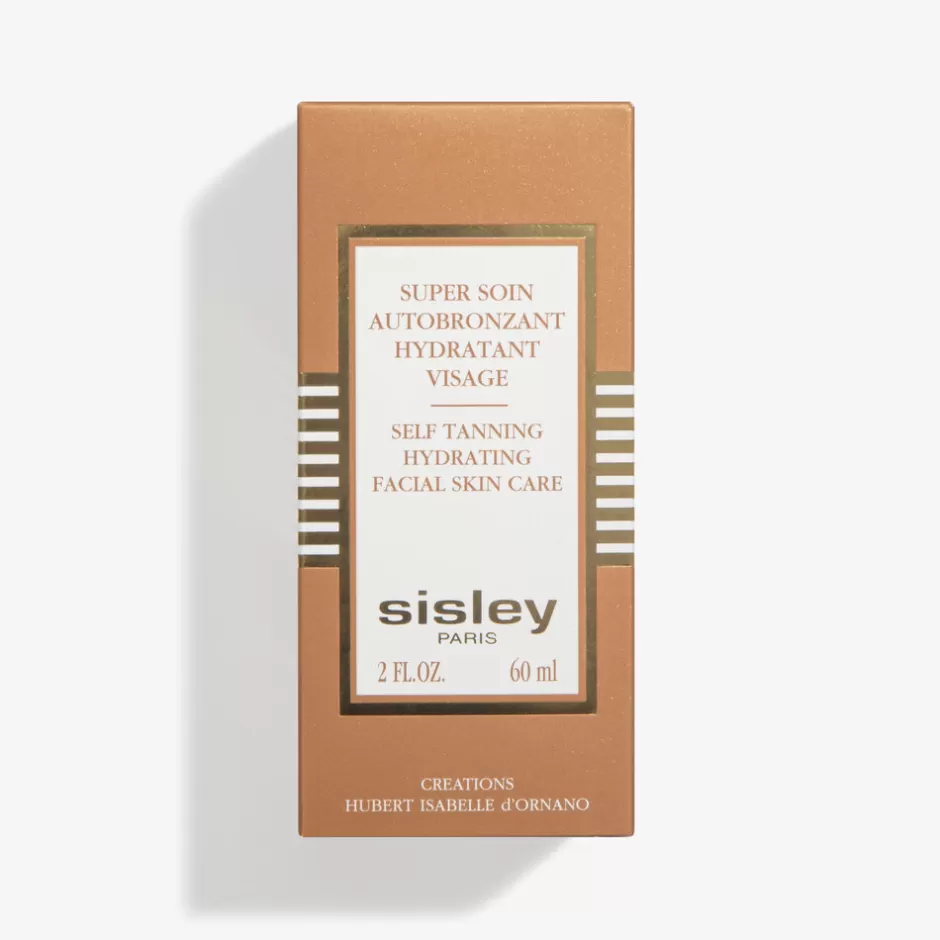 SUPER SOIN
AUTOBRONZANT
HYDRATANT
VISAGE
SELF TANNING
HYDRATING
FACIAL SKIN CARE
sisley
PARIS
2 FL.OZ. 60 ml
CREATIONS
HUBERT ISABELLE d'ORNANO